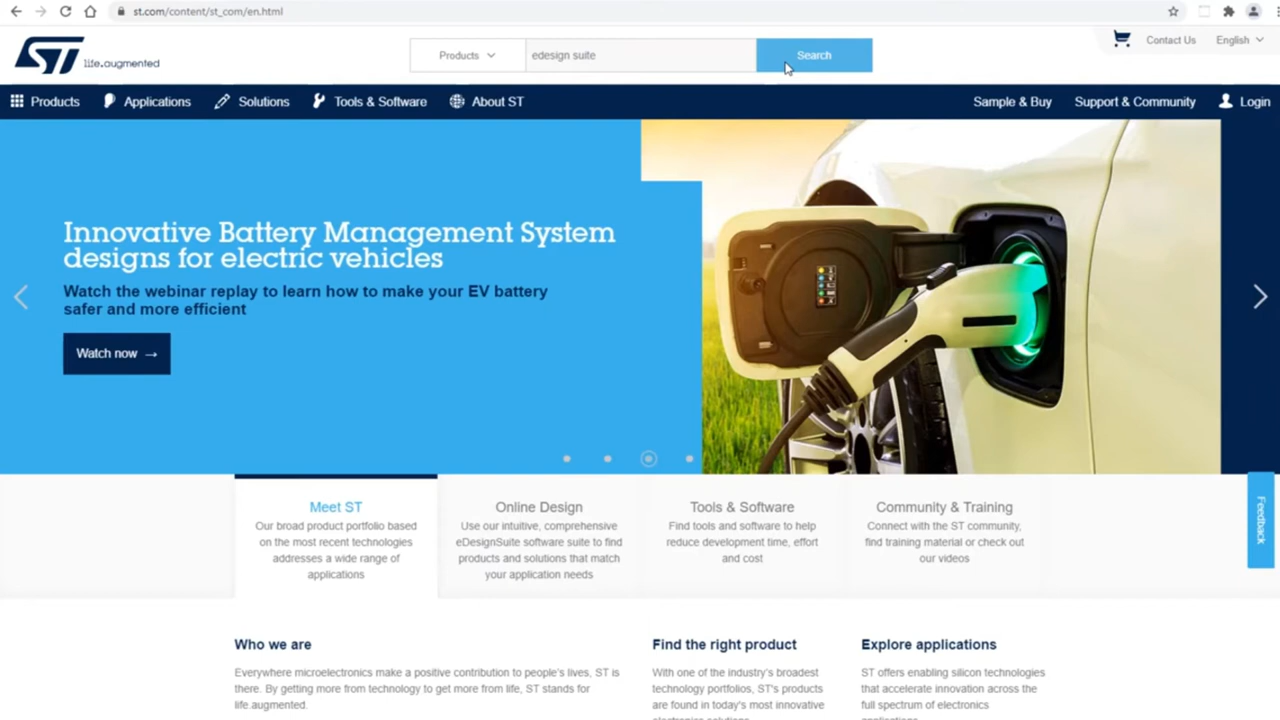 st.com/content/st_com/en.html
ST life.augmented
Products
edesign suite
Search
Contact Us
English
Products
Applications
Solutions
Tools & Software
About ST
Sample & Buy
Support & Community
Login
Innovative Battery Management System
designs for electric vehicles
Watch the webinar replay to learn how to make your EV battery
safer and more efficient
Watch now →
Feedback
Meet ST
Our broad product portfolio based
on the most recent technologies
addresses a wide range of
applications
Online Design
Use our intuitive, comprehensive
eDesignSuite software suite to find
products and solutions that match
your application needs
Tools & Software
Find tools and software to help
reduce development time, effort
and cost
Community & Training
Connect with the ST community,
find training material or check out
our videos
Who we are
Everywhere microelectronics make a positive contribution to people's lives, ST is
there. By getting more from technology to get more from life, ST stands for
life.augmented.
Find the right product
With one of the industry's broadest
technology portfolios, ST's products
are found in today's most innovative
electronics solutions.
Explore applications
ST offers enabling silicon technologies
that accelerate innovation across the
full spectrum of electronics